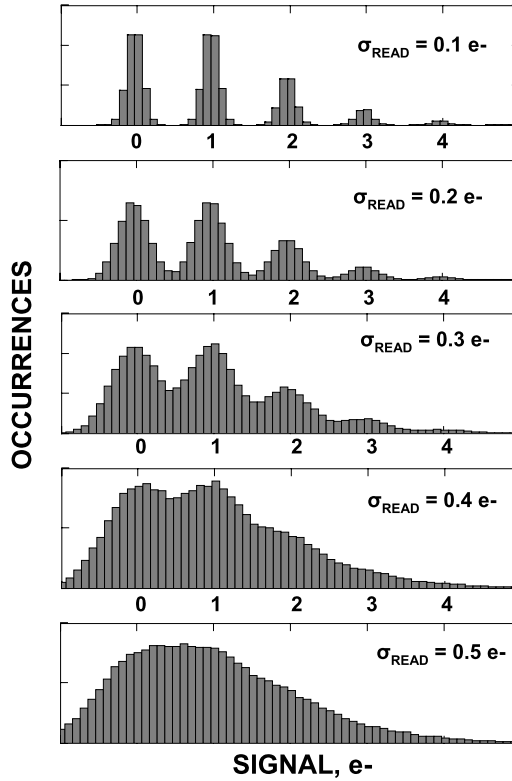 σREAD = 0.1 e-
0 1 2 3 4
σREAD = 0.2 e-
0 1 2 3 4
σREAD = 0.3 e-
0 1 2 3 4
σREAD = 0.4 e-
0 1 2 3 4
σREAD = 0.5 e-
OCCURRENCES
SIGNAL, e-